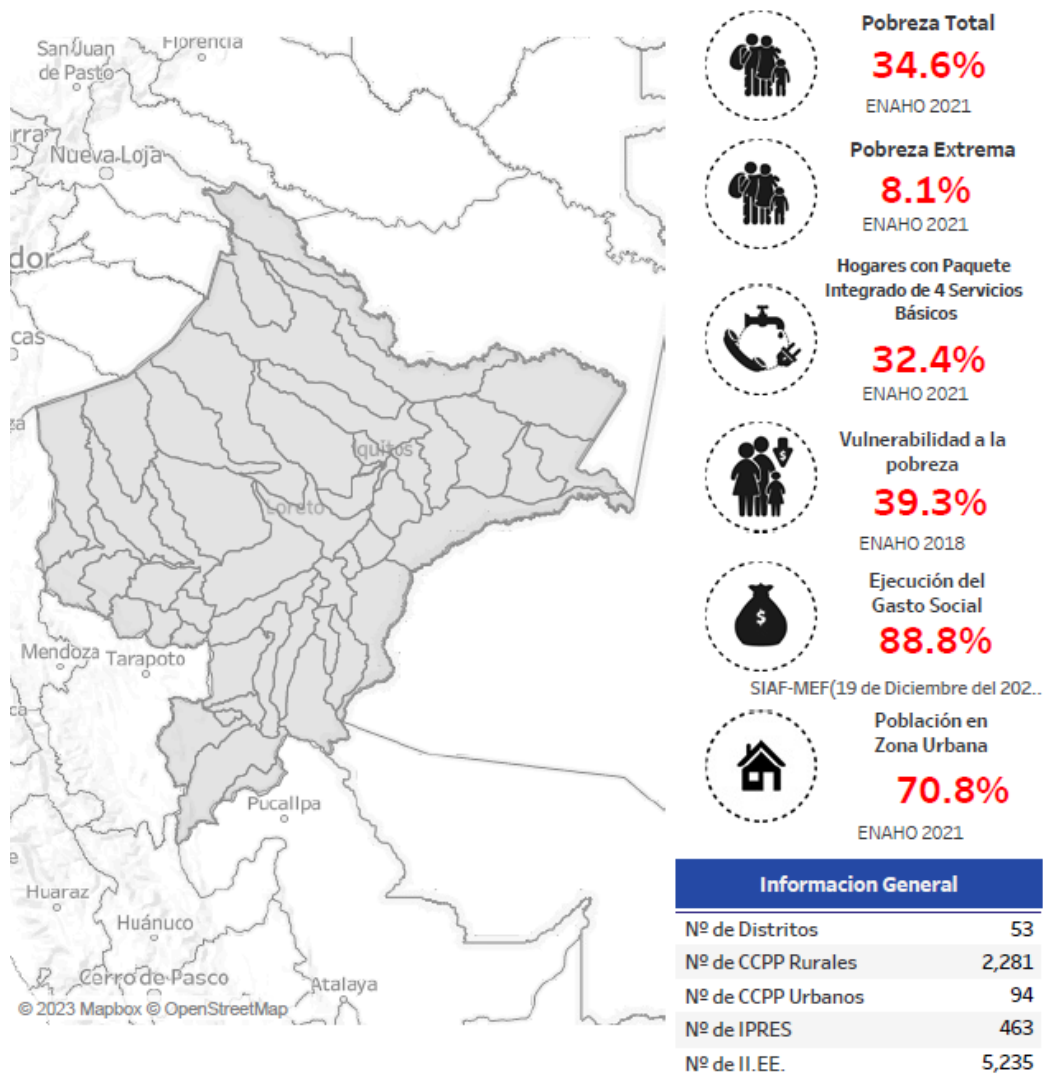 San Juan
de Pasto
Florencia
rra
Nueva Loja
dor
cas
za
Iquitos
Loreto
Mendoza
Tarapoto
ca
Pucallpa
e
Huaraz
Huánuco
Cerro de Pasco
Atalaya
© 2023 Mapbox © OpenStreetMap
Pobreza Total
34.6%
ENAHO 2021
Pobreza Extrema
8.1%
ENAHO 2021
Hogares con Paquete
Integrado de 4 Servicios
Básicos
32.4%
ENAHO 2021
Vulnerabilidad a la
pobreza
39.3%
ENAHO 2018
Ejecución del
Gasto Social
88.8%
SIAF-MEF(19 de Diciembre del 202..
Población en
Zona Urbana
70.8%
ENAHO 2021
Informacion General
Nº de Distritos 53
Nº de CCPP Rurales 2,281
Nº de CCPP Urbanos 94
Nº de IPRES 463
Nº de II.EE. 5,235